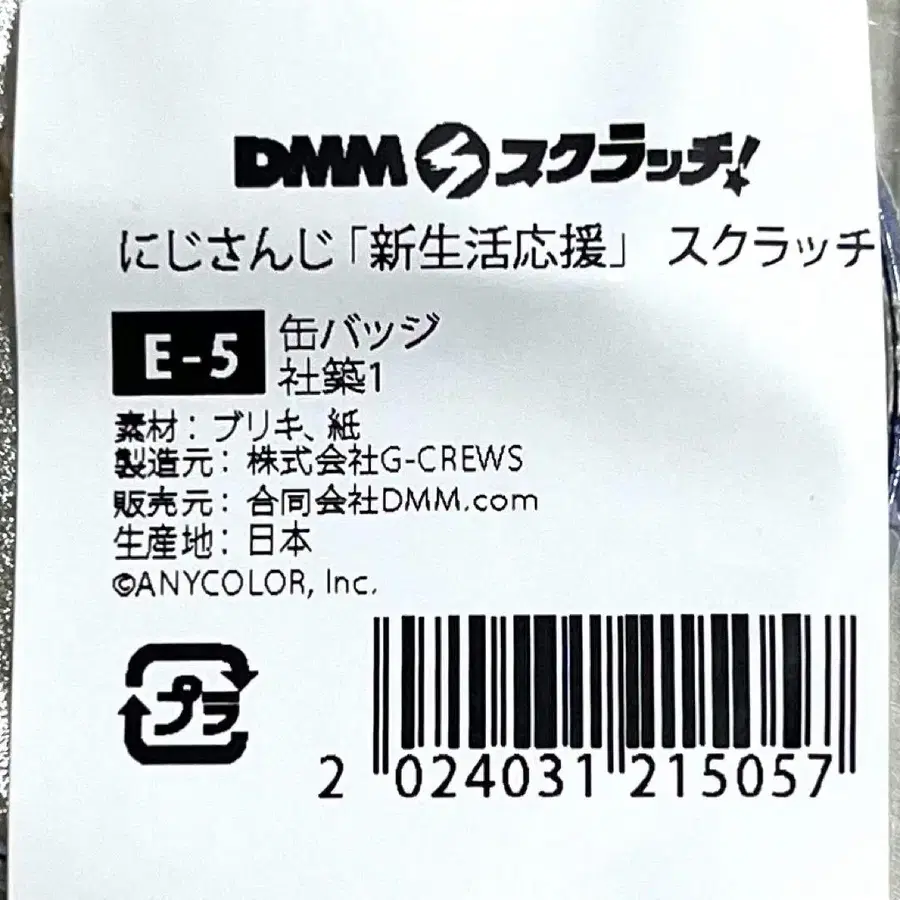 DMMスクラッチ!
にじさんじ「新生活応援」 スクラッチ
E-5
缶バッジ
社築1
素材：ブリキ、紙
製造元：株式会社G-CREWS
販売元：合同会社DMM.com
生産地：日本
©ANYCOLOR, Inc.
プラ
2 024031 215057